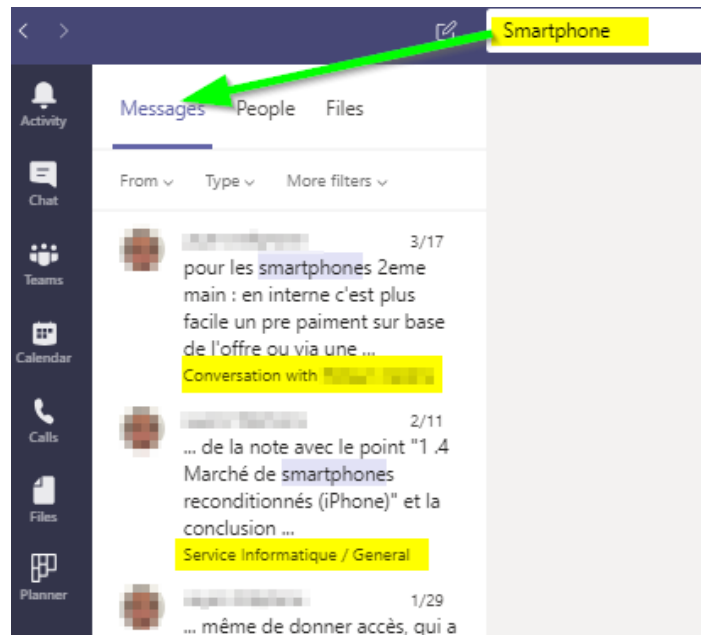 Smartphone
Activity
Chat
Teams
Calendar
Calls
Files
Planner
Messages People Files
From Type More filters
3/17
pour les smartphones 2eme
main : en interne c'est plus
facile un pre paiment sur base
de l'offre ou via une ...
Conversation with
2/11
... de la note avec le point "1 .4
Marché de smartphones
reconditionnés (iPhone)" et la
conclusion ...
Service Informatique / General
1/29
... même de donner accès, qui a